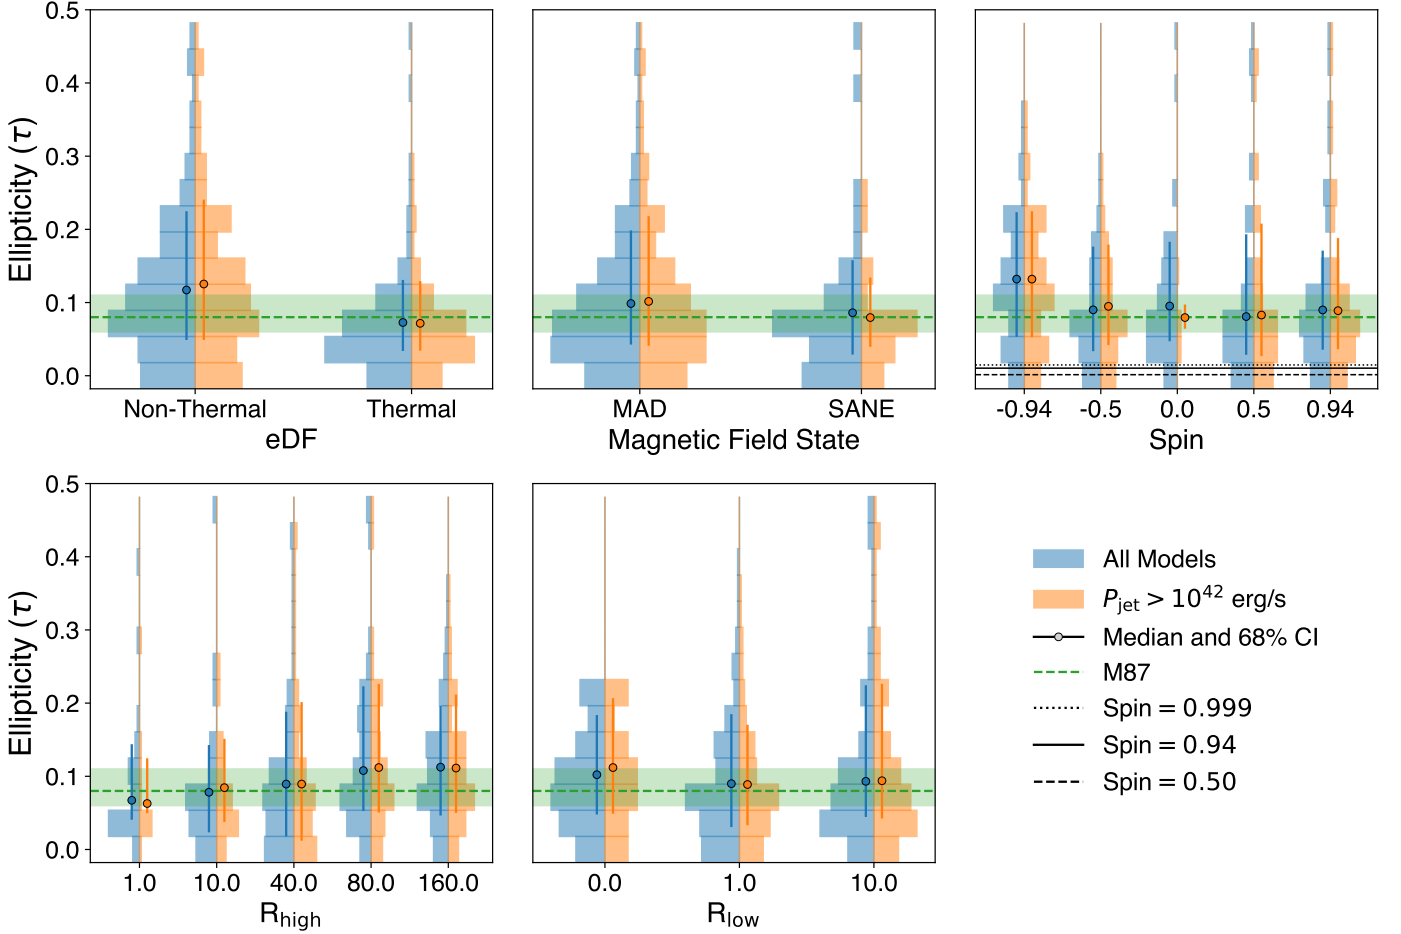 0.5
0.4
0.3
0.2
0.1
0.0
Ellipticity (τ)
Non-Thermal Thermal
eDF
MAD SANE
Magnetic Field State
-0.94 -0.5 0.0 0.5 0.94
Spin
0.5
0.4
0.3
0.2
0.1
0.0
Ellipticity (τ)
1.0 10.0 40.0 80.0 160.0
R_high
0.0 1.0 10.0
R_low
All Models
P_jet > 10^42 erg/s
Median and 68% CI
M87
Spin = 0.999
Spin = 0.94
Spin = 0.50